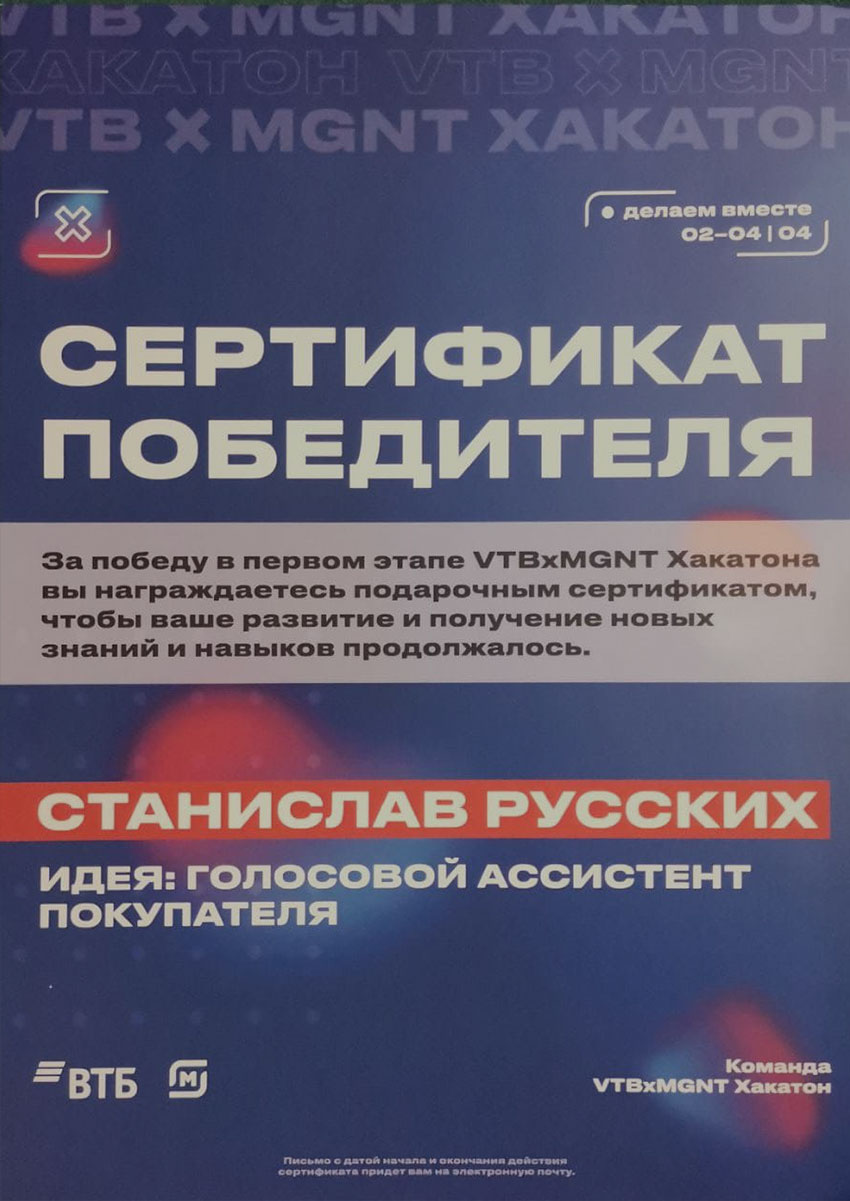 VTB X MGNT ХАКАТОН
ХАКАТОН VTB X MGNT
VTB X MGNT ХАКАТОН
делаем вместе
02–04 | 04
СЕРТИФИКАТ
ПОБЕДИТЕЛЯ
За победу в первом этапе VTBxMGNT Хакатона
вы награждаетесь подарочным сертификатом,
чтобы ваше развитие и получение новых
знаний и навыков продолжалось.
СТАНИСЛАВ РУССКИХ
ИДЕЯ: ГОЛОСОВОЙ АССИСТЕНТ
ПОКУПАТЕЛЯ
ВТБ М
Команда
VTBxMGNT Хакатон
Письмо с датой начала и окончания действия
сертификата придет вам на электронную почту.